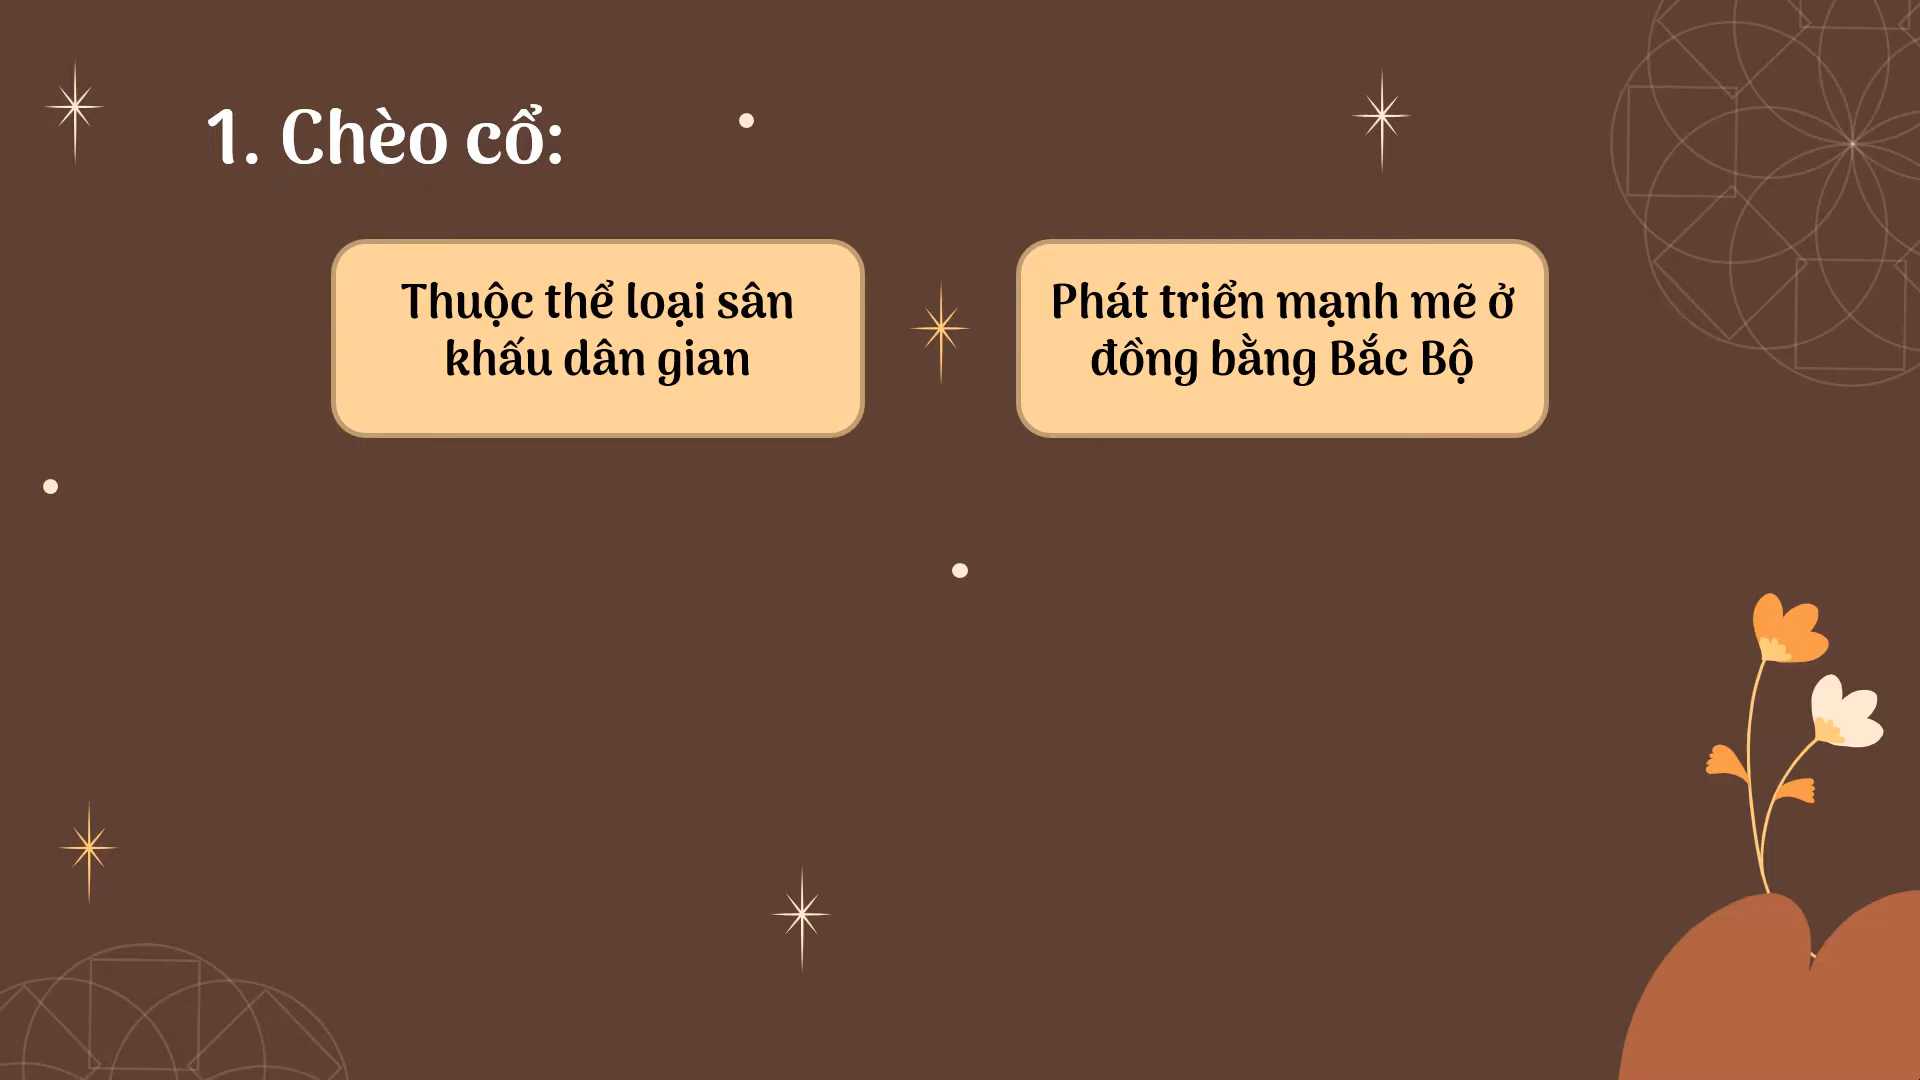 1. Chèo cổ:
Thuộc thể loại sân
khấu dân gian
Phát triển mạnh mẽ ở
đồng bằng Bắc Bộ